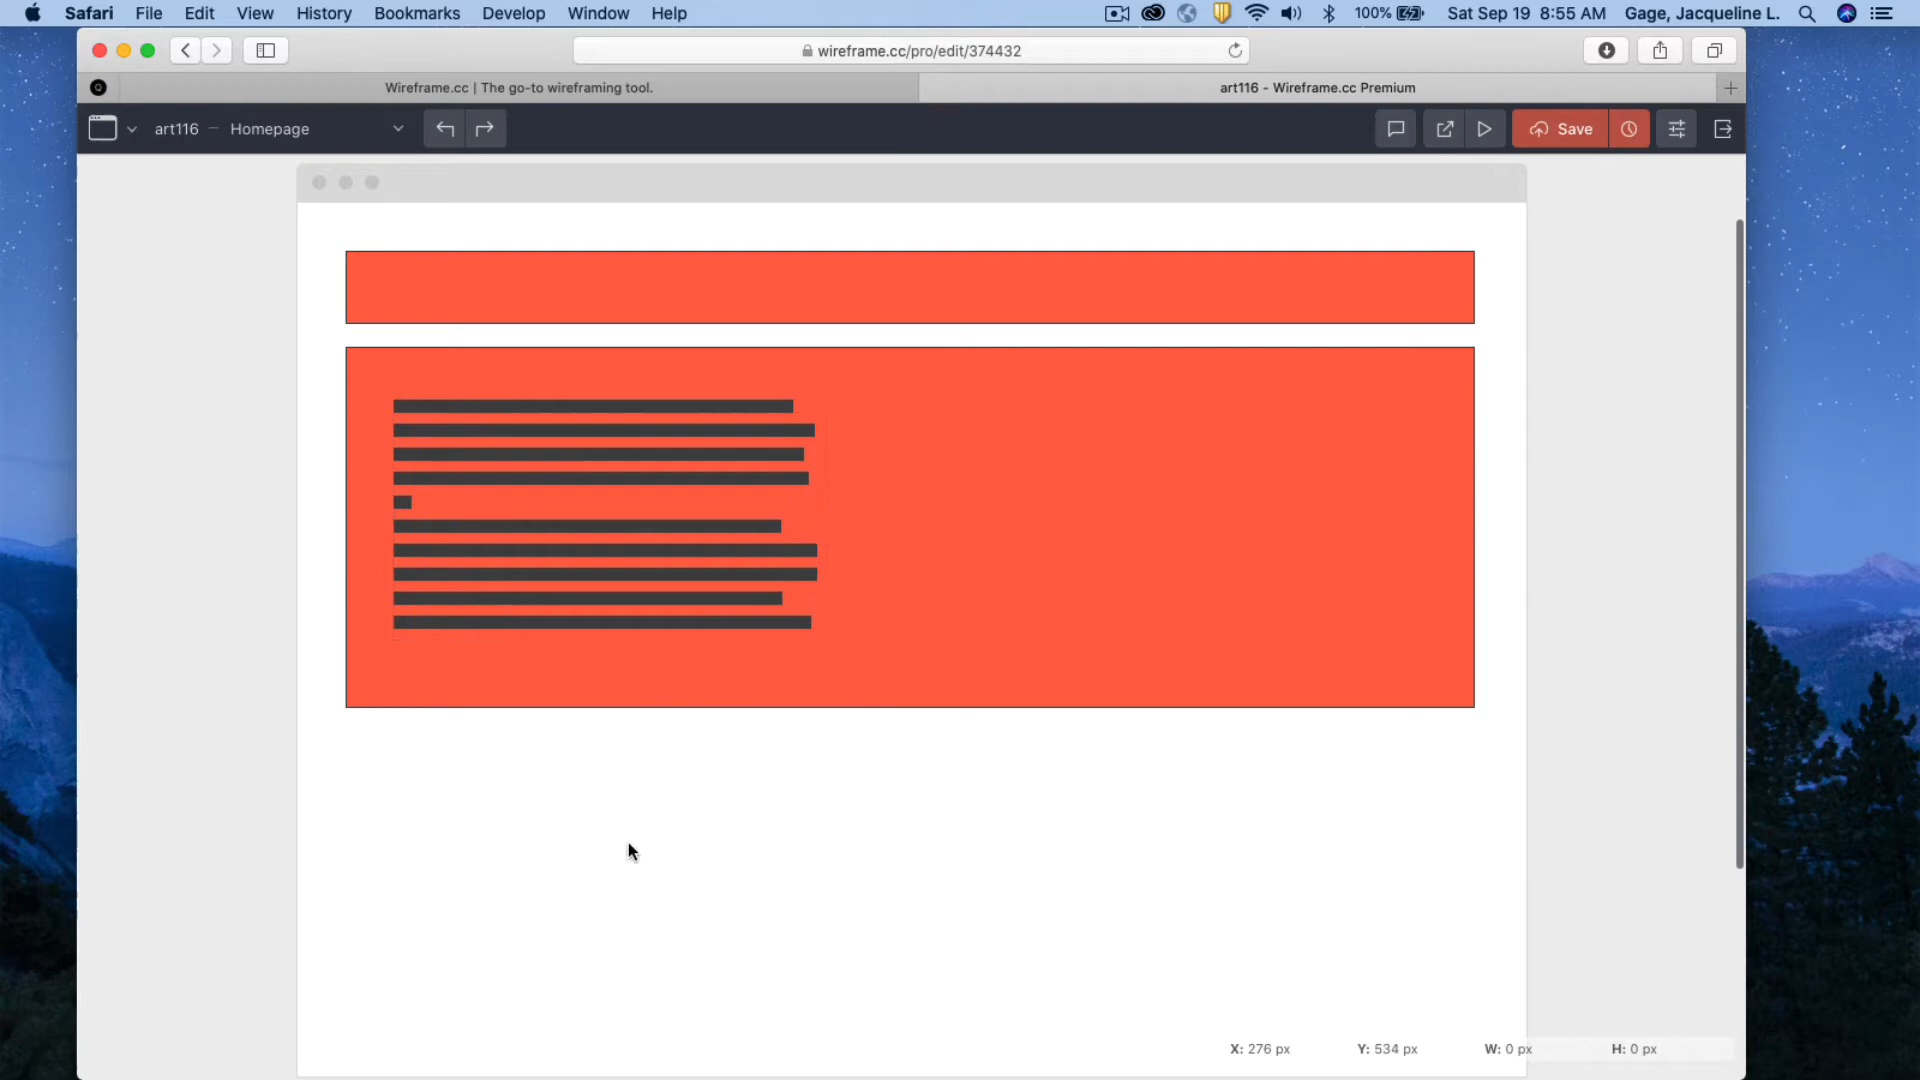 Safari File Edit View History Bookmarks Develop Window Help 100% Sat Sep 19 8:55 AM Gage, Jacqueline L.
wireframe.cc/pro/edit/374432
Wireframe.cc | The go-to wireframing tool. art116 - Wireframe.cc Premium
art116 – Homepage Save
X: 276 px Y: 534 px W: 0 px H: 0 px